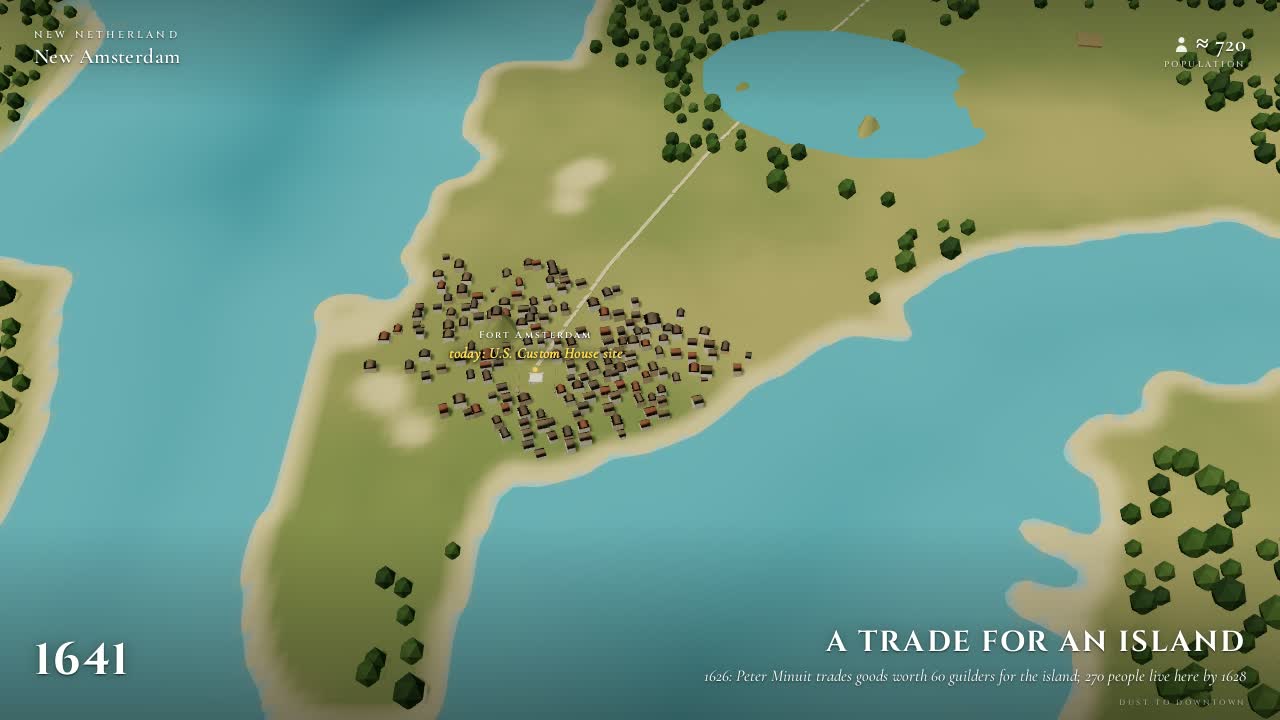 NEW NETHERLAND
New Amsterdam
≈ 720
POPULATION
FORT AMSTERDAM
today: U.S. Custom House site
1641
A TRADE FOR AN ISLAND
1626: Peter Minuit trades goods worth 60 guilders for the island; 270 people live here by 1628
DUST TO DOWNTOWN